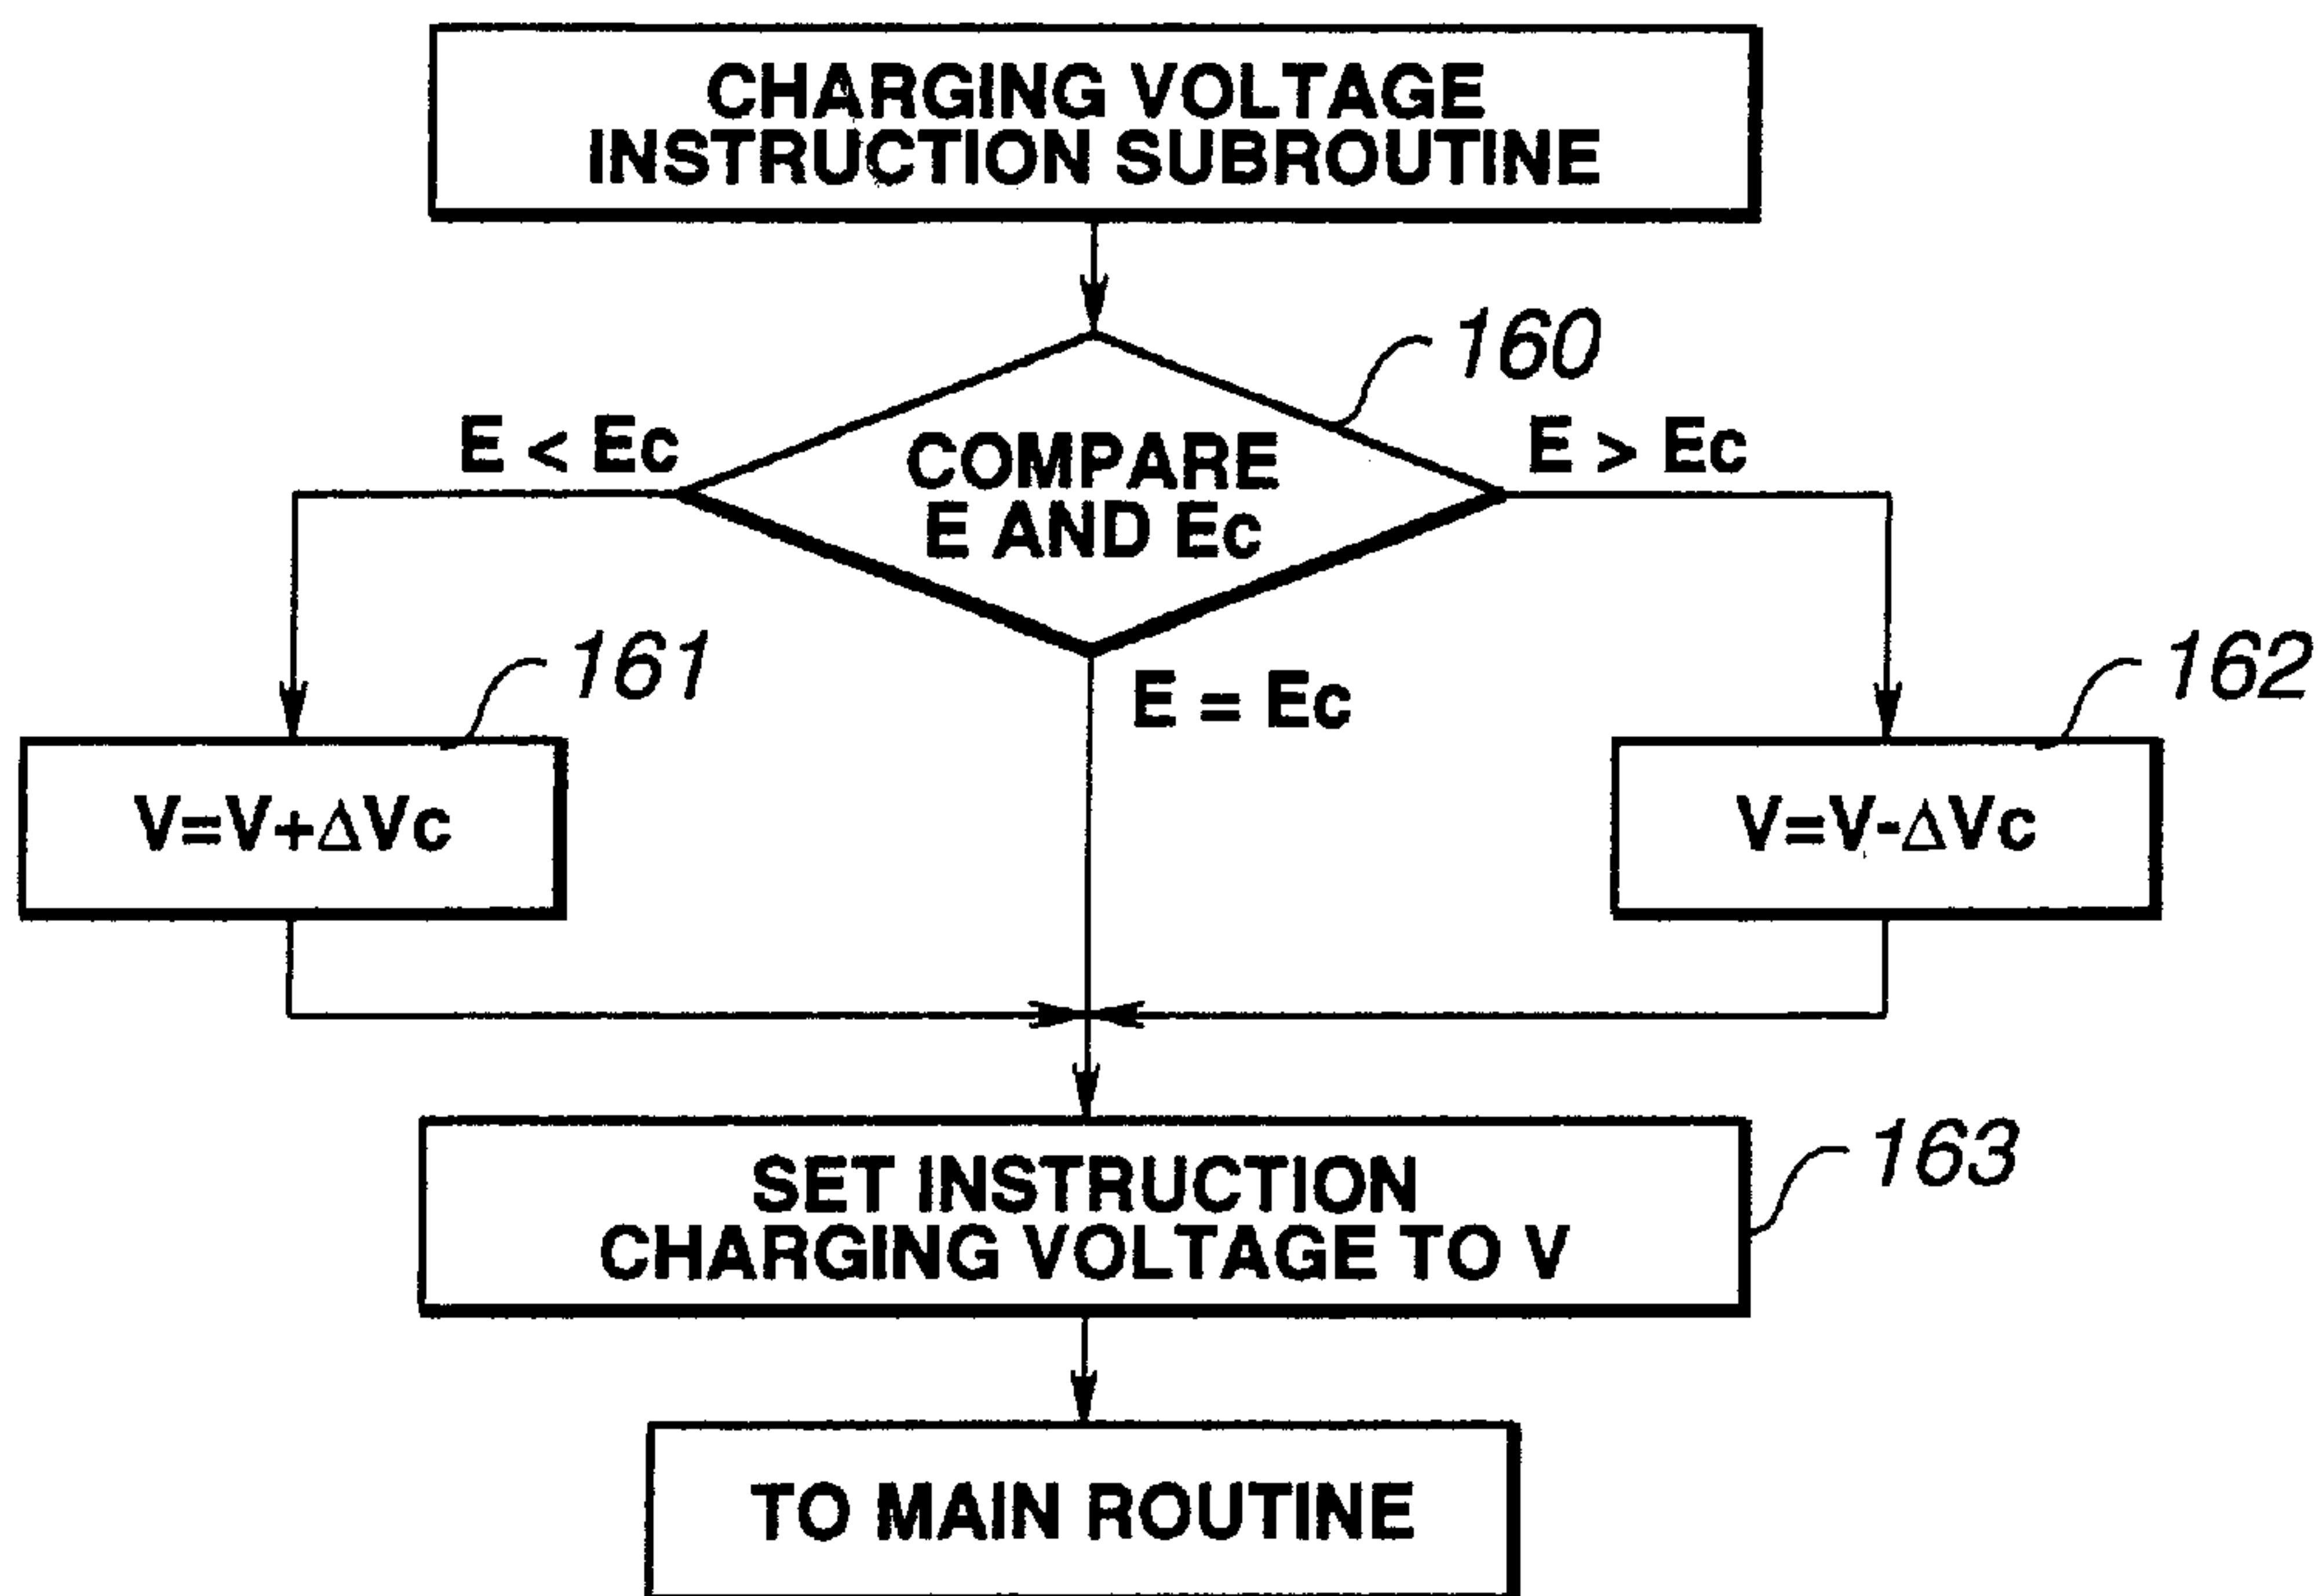 CHARGING VOLTAGE
INSTRUCTION SUBROUTINE
160
E < Ec
COMPARE
E AND Ec
E > Ec
161
E = Ec
162
V=V+ΔVc
V=V-ΔVc
SET INSTRUCTION
CHARGING VOLTAGE TO V
163
TO MAIN ROUTINE